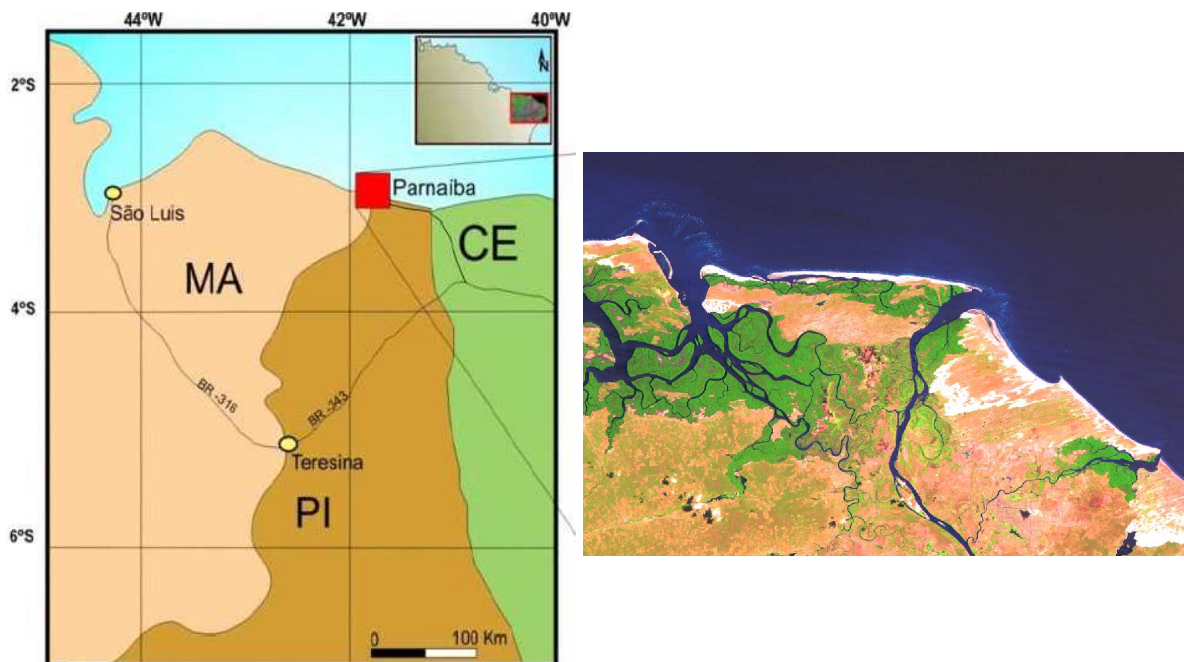 44ºW
42ºW
40ºW
2ºS
N
Parnaíba
São Luis
CE
MA
4ºS
BR -316
BR -343
Teresina
PI
6ºS
0
100 Km